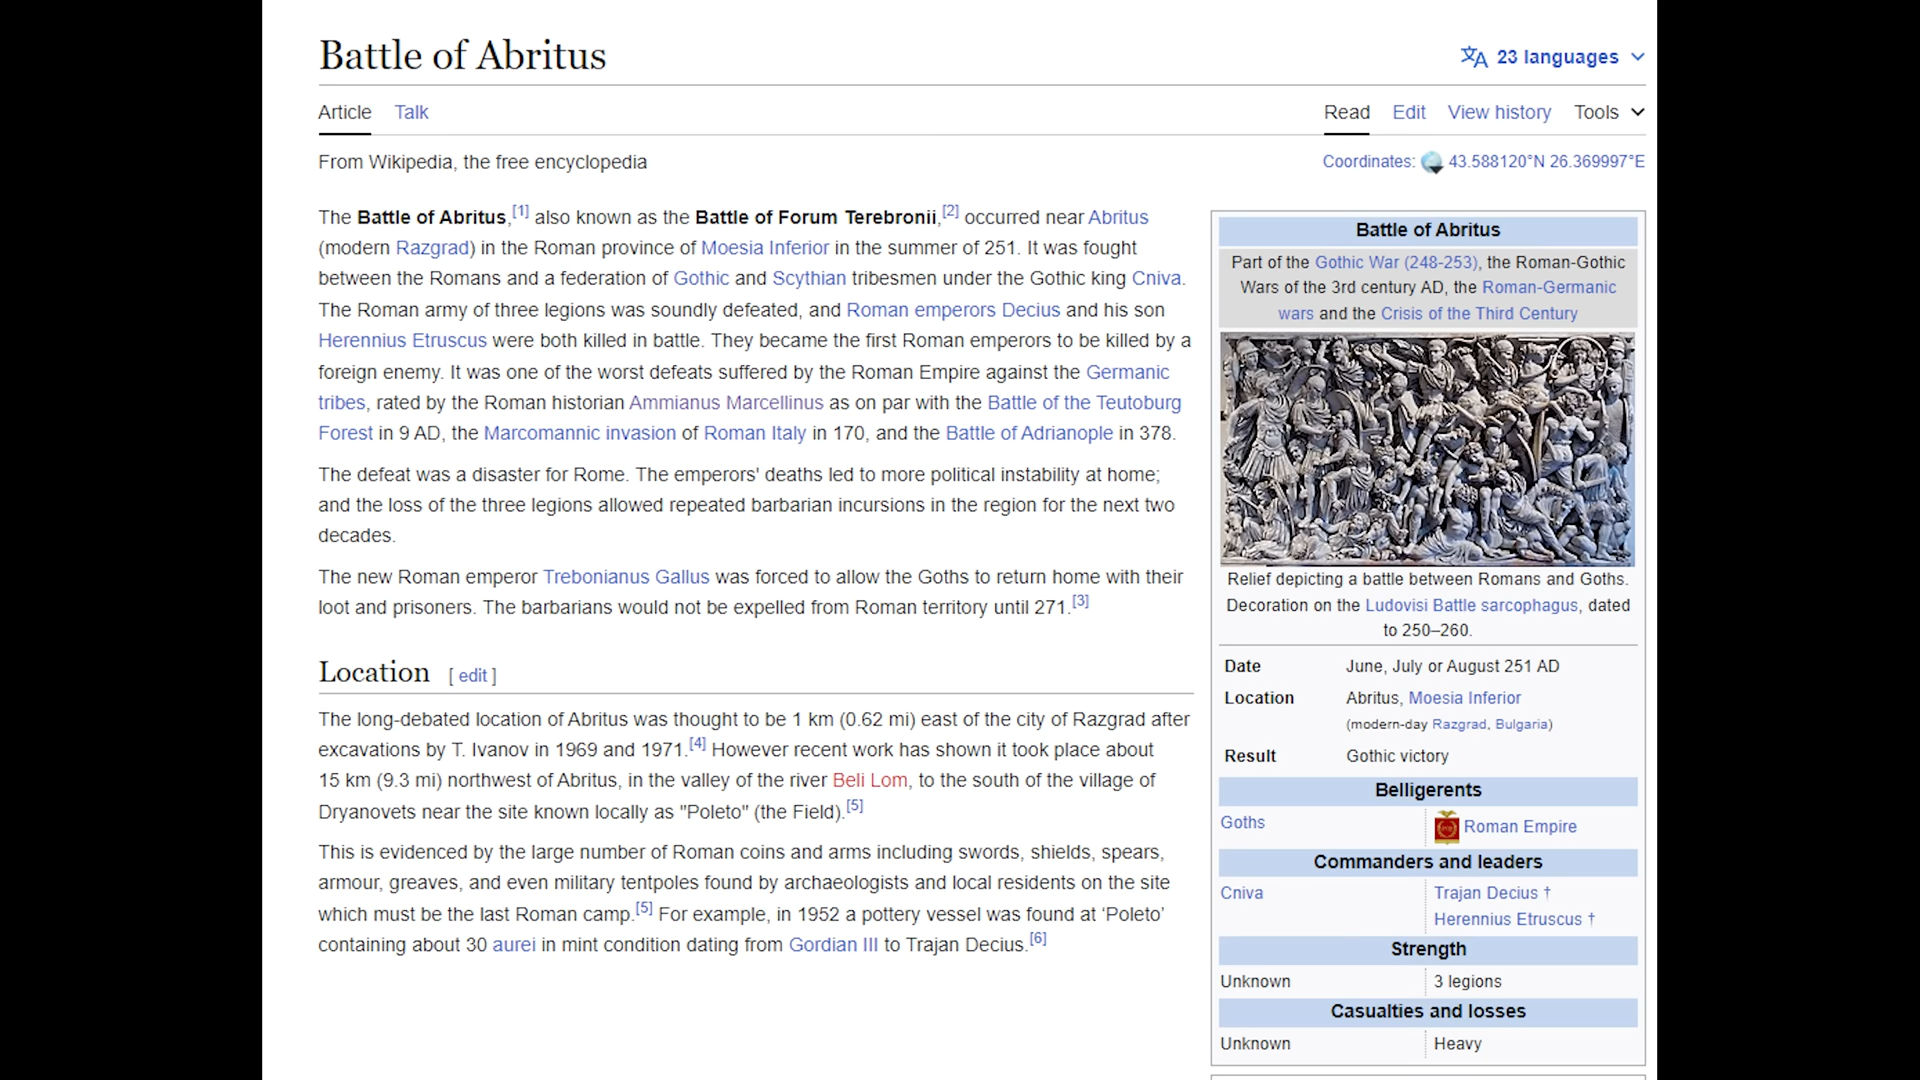 Battle of Abritus
23 languages
Article Talk
Read Edit View history Tools
From Wikipedia, the free encyclopedia
Coordinates: 43.588120°N 26.369997°E
The Battle of Abritus,[1] also known as the Battle of Forum Terebronii,[2] occurred near Abritus
(modern Razgrad) in the Roman province of Moesia Inferior in the summer of 251. It was fought
between the Romans and a federation of Gothic and Scythian tribesmen under the Gothic king Cniva.
The Roman army of three legions was soundly defeated, and Roman emperors Decius and his son
Herennius Etruscus were both killed in battle. They became the first Roman emperors to be killed by a
foreign enemy. It was one of the worst defeats suffered by the Roman Empire against the Germanic
tribes, rated by the Roman historian Ammianus Marcellinus as on par with the Battle of the Teutoburg
Forest in 9 AD, the Marcomannic invasion of Roman Italy in 170, and the Battle of Adrianople in 378.
The defeat was a disaster for Rome. The emperors' deaths led to more political instability at home;
and the loss of the three legions allowed repeated barbarian incursions in the region for the next two
decades.
The new Roman emperor Trebonianus Gallus was forced to allow the Goths to return home with their
loot and prisoners. The barbarians would not be expelled from Roman territory until 271.[3]
Location [ edit ]
The long-debated location of Abritus was thought to be 1 km (0.62 mi) east of the city of Razgrad after
excavations by T. Ivanov in 1969 and 1971.[4] However recent work has shown it took place about
15 km (9.3 mi) northwest of Abritus, in the valley of the river Beli Lom, to the south of the village of
Dryanovets near the site known locally as "Poleto" (the Field).[5]
This is evidenced by the large number of Roman coins and arms including swords, shields, spears,
armour, greaves, and even military tentpoles found by archaeologists and local residents on the site
which must be the last Roman camp.[5] For example, in 1952 a pottery vessel was found at ‘Poleto’
containing about 30 aurei in mint condition dating from Gordian III to Trajan Decius.[6]
Battle of Abritus
Part of the Gothic War (248-253), the Roman-Gothic
Wars of the 3rd century AD, the Roman-Germanic
wars and the Crisis of the Third Century
Relief depicting a battle between Romans and Goths.
Decoration on the Ludovisi Battle sarcophagus, dated
to 250–260.
Date June, July or August 251 AD
Location Abritus, Moesia Inferior
(modern-day Razgrad, Bulgaria)
Result Gothic victory
Belligerents
Goths Roman Empire
Commanders and leaders
Cniva Trajan Decius †
Herennius Etruscus †
Strength
Unknown 3 legions
Casualties and losses
Unknown Heavy